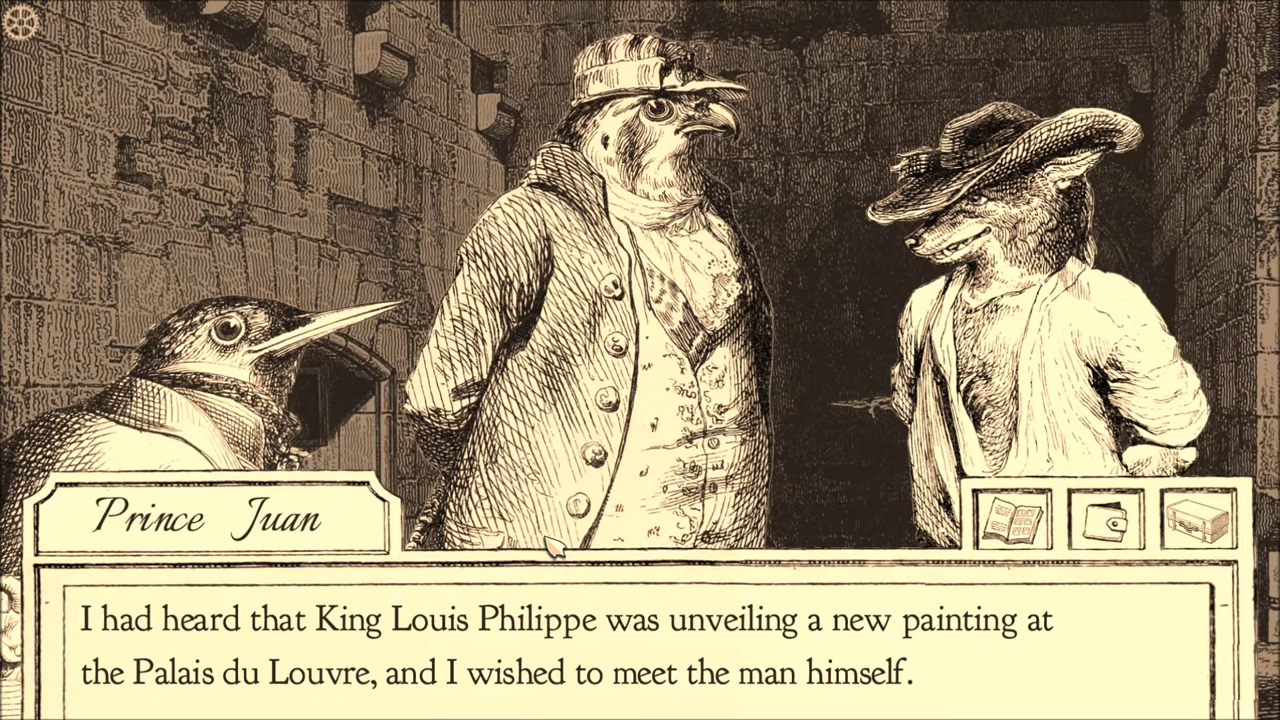 Prince Juan
I had heard that King Louis Philippe was unveiling a new painting at
the Palais du Louvre, and I wished to meet the man himself.